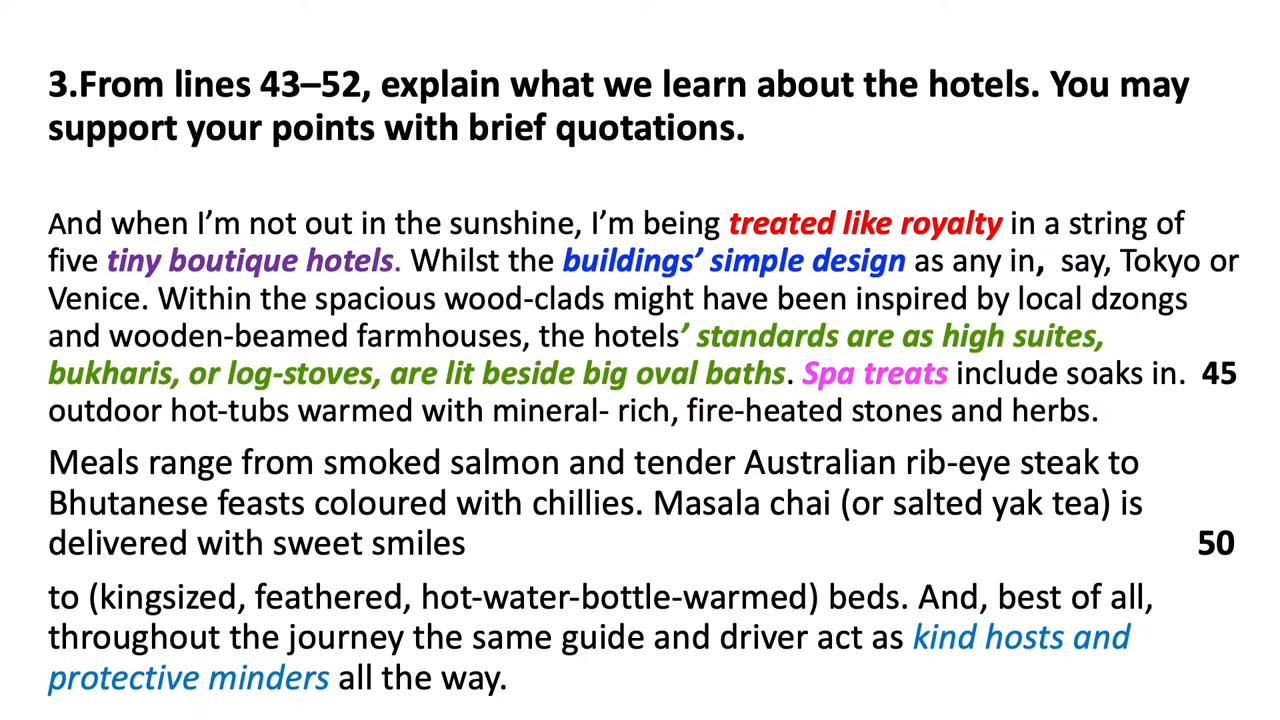 3.From lines 43–52, explain what we learn about the hotels. You may
support your points with brief quotations.
And when I’m not out in the sunshine, I’m being treated like royalty in a string of
five tiny boutique hotels. Whilst the buildings’ simple design as any in, say, Tokyo or
Venice. Within the spacious wood-clads might have been inspired by local dzongs
and wooden-beamed farmhouses, the hotels’ standards are as high suites,
bukharis, or log-stoves, are lit beside big oval baths. Spa treats include soaks in. 45
outdoor hot-tubs warmed with mineral- rich, fire-heated stones and herbs.
Meals range from smoked salmon and tender Australian rib-eye steak to
Bhutanese feasts coloured with chillies. Masala chai (or salted yak tea) is
delivered with sweet smiles 50
to (kingsized, feathered, hot-water-bottle-warmed) beds. And, best of all,
throughout the journey the same guide and driver act as kind hosts and
protective minders all the way.